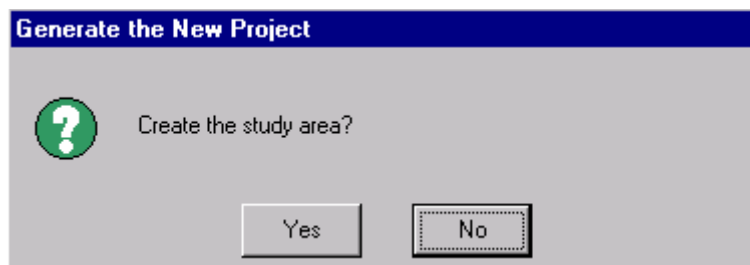 Generate the New Project
Create the study area?
Yes
No